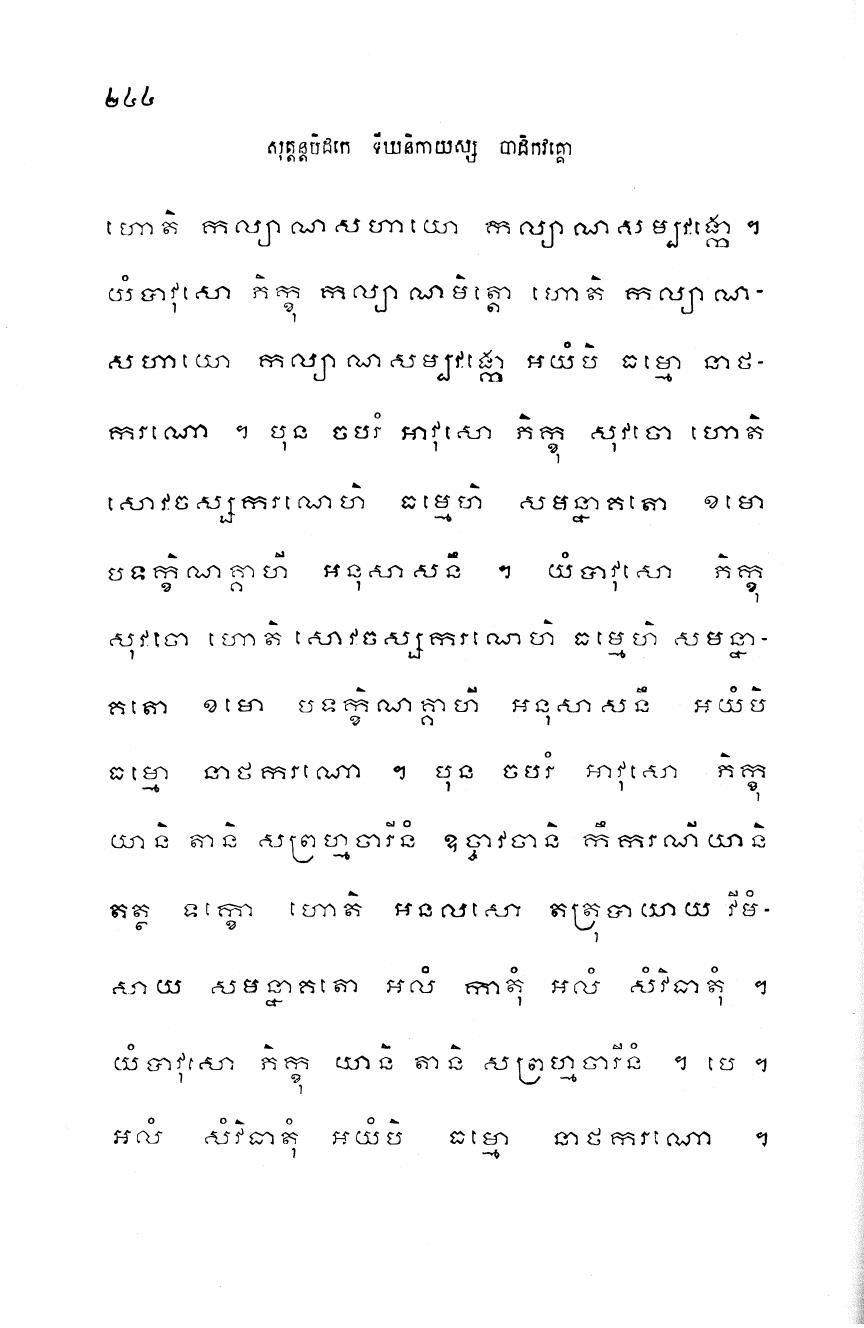 ២៤៤
សុត្តន្តបិដកេ ទីឃនិកាយស្ស បាដិកវគ្គោ
ហោតិ កល្យាណសហាយោ កល្យាណសម្បវង្កោ ។
យំបាវុសោ ភិក្ខុ កល្យាណមិត្តោ ហោតិ កល្យាណ-
សហាយោ កល្យាណសម្បវង្កោ អយំបិ ធម្មោ នាថ-
ករណោ ។ បុន ចបរំ អាវុសោ ភិក្ខុ សុវចោ ហោតិ
សោវចស្សករណេហិ ធម្មេហិ សមន្នាគតោ ខមោ
បទក្ខិណគ្គាហី អនុសាសនឹ ។ យំបាវុសោ ភិក្ខុ
សុវចោ ហោតិ សោវចស្សករណេហិ ធម្មេហិ សមន្នា-
គតោ ខមោ បទក្ខិណគ្គាហី អនុសាសនឹ អយំបិ
ធម្មោ នាថករណោ ។ បុន ចបរំ អាវុសោ ភិក្ខុ
យានិ តានិ សព្រហ្មចារីនំ ឧច្ចាវចានិ កឹករណីយានិ
តត្ថ ទក្ខោ ហោតិ អនលសោ តត្រុបាយាយ វីមំ-
សាយ សមន្នាគតោ អលំ កាតុំ អលំ សំវិធាតុំ ។
យំបាវុសោ ភិក្ខុ យានិ តានិ សព្រហ្មចារីនំ ។ បេ ។
អលំ សំវិធាតុំ អយំបិ ធម្មោ នាថករណោ ។